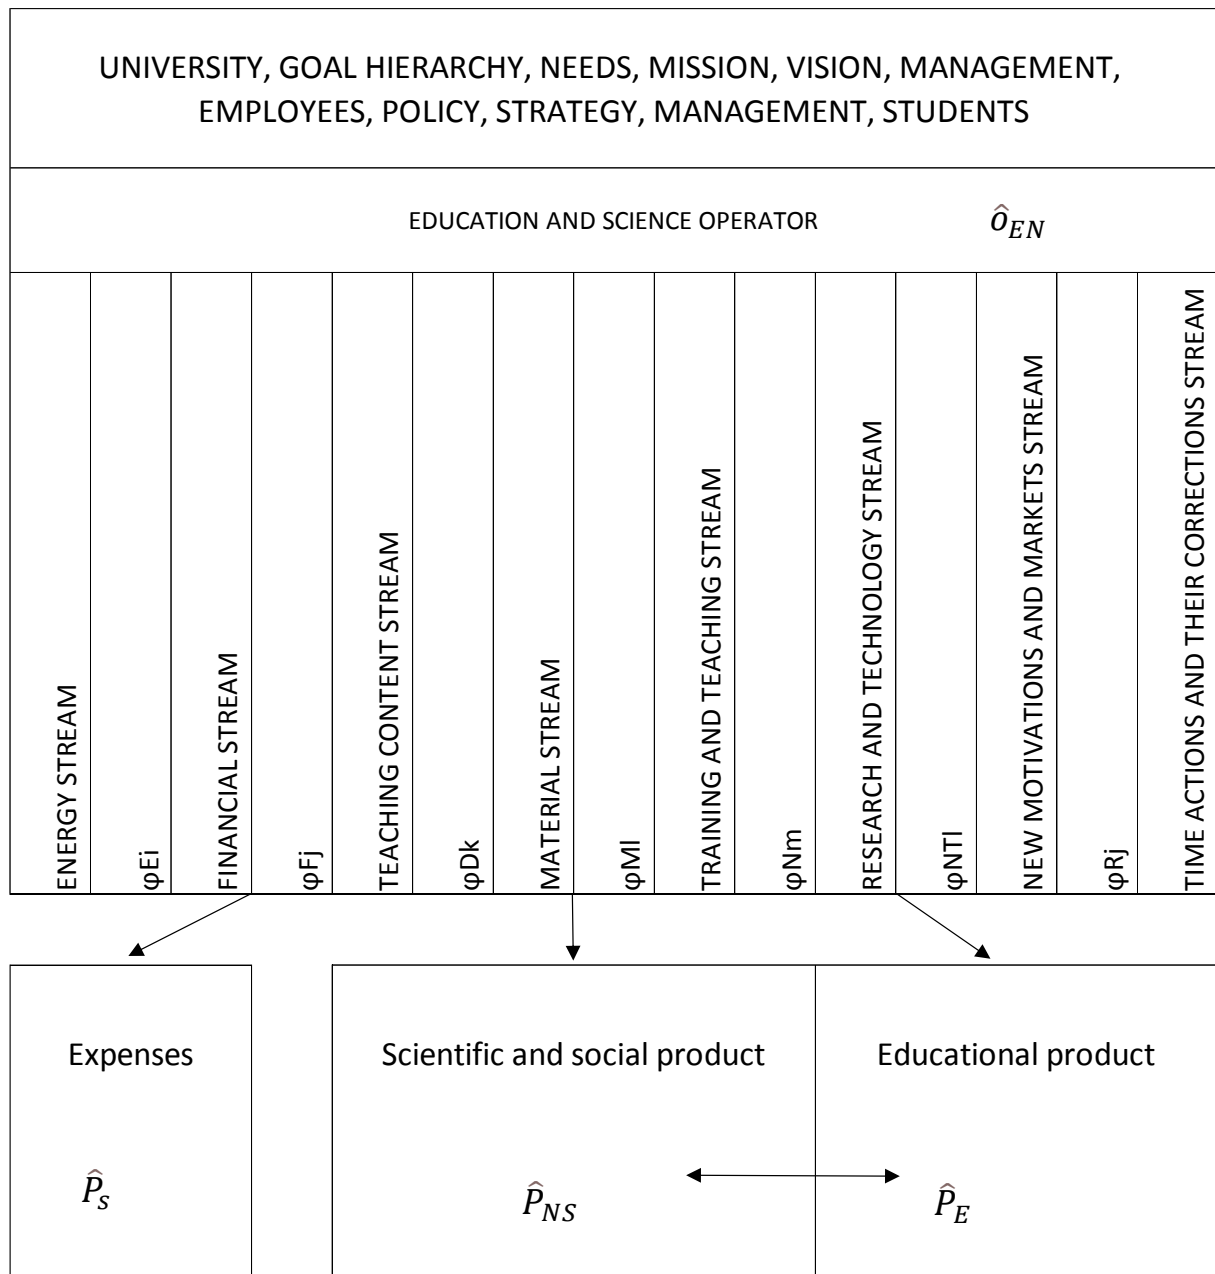 UNIVERSITY, GOAL HIERARCHY, NEEDS, MISSION, VISION, MANAGEMENT,
EMPLOYEES, POLICY, STRATEGY, MANAGEMENT, STUDENTS
EDUCATION AND SCIENCE OPERATOR
ô_{EN}
ENERGY STREAM
φEi
FINANCIAL STREAM
φFj
TEACHING CONTENT STREAM
φDk
MATERIAL STREAM
φMl
TRAINING AND TEACHING STREAM
φNm
RESEARCH AND TECHNOLOGY STREAM
φNTl
NEW MOTIVATIONS AND MARKETS STREAM
φRj
TIME ACTIONS AND THEIR CORRECTIONS STREAM
Expenses
P̂_s
Scientific and social product
P̂_{NS}
Educational product
P̂_E